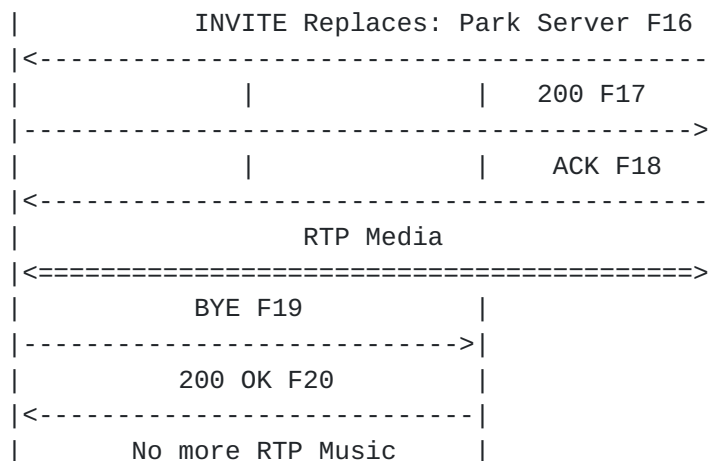 |           INVITE Replaces: Park Server F16
|<-------------------------------------------
|              |              |   200 F17
|------------------------------------------->
|              |              |    ACK F18
|<-------------------------------------------
|                  RTP Media
|<==========================================>
|           BYE F19           |
|---------------------------->|
|          200 OK F20         |
|<----------------------------|
|       No more RTP Music     |